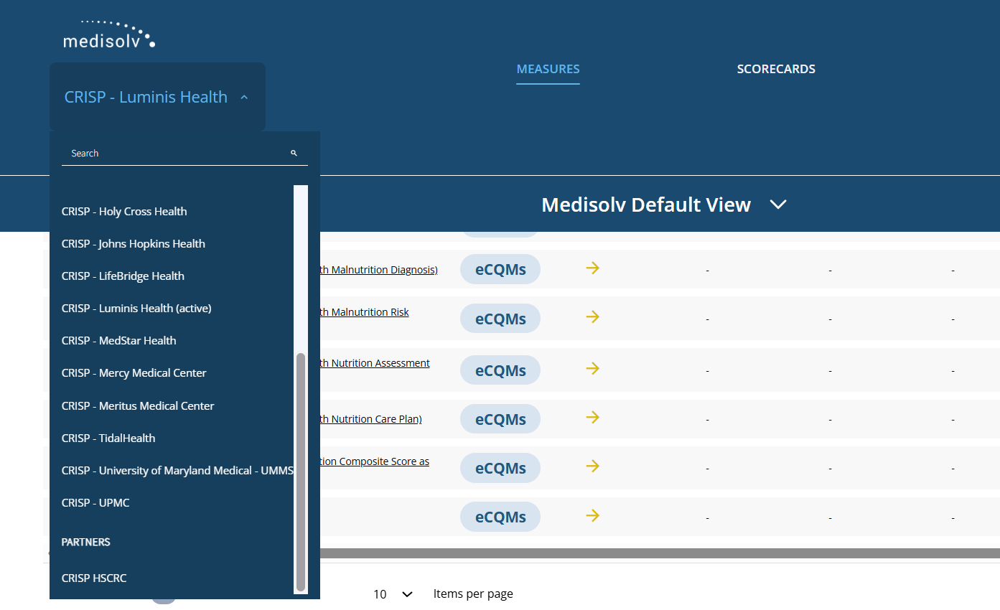 medisolv
MEASURES
SCORECARDS
CRISP - Luminis Health
Search
Medisolv Default View
CRISP - Holy Cross Health
CRISP - Johns Hopkins Health
CRISP - LifeBridge Health
CRISP - Luminis Health (active)
CRISP - MedStar Health
CRISP - Mercy Medical Center
CRISP - Meritus Medical Center
CRISP - TidalHealth
CRISP - University of Maryland Medical - UMMS
CRISP - UPMC
PARTNERS
CRISP HSCRC
th Malnutrition Diagnosis) eCQMs - - -
th Malnutrition Risk eCQMs - - -
th Nutrition Assessment eCQMs - - -
th Nutrition Care Plan) eCQMs - - -
tion Composite Score as eCQMs - - -
eCQMs - - -
10 Items per page